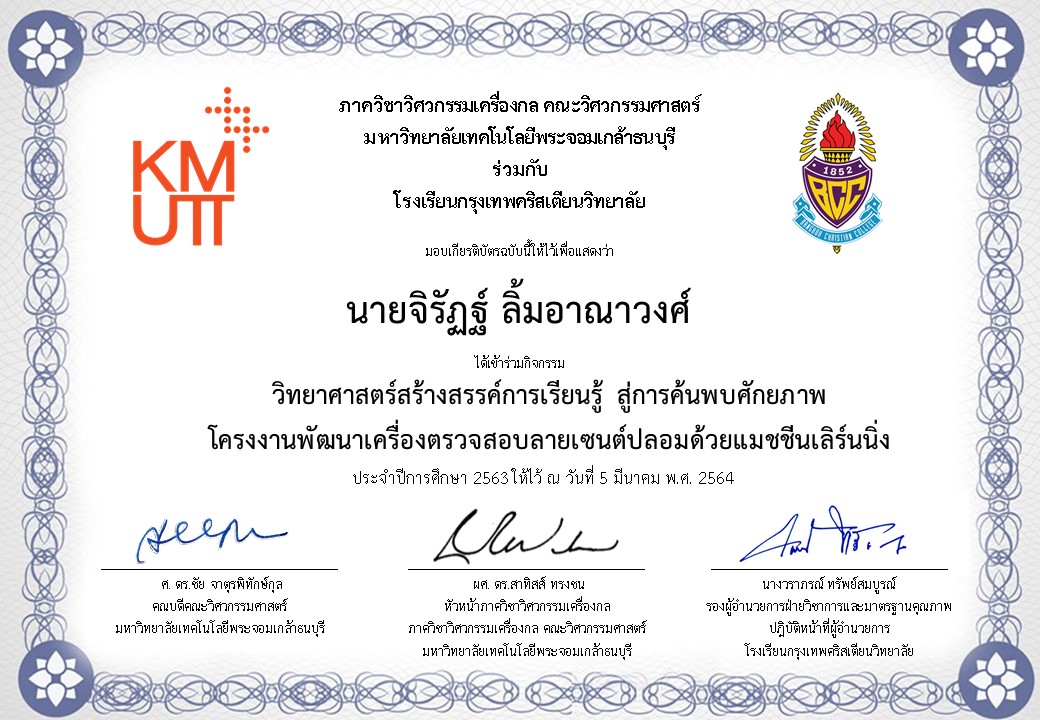 KM
UTT
1852
BCC
BANGKOK CHRISTIAN COLLEGE
ภาควิชาวิศวกรรมเครื่องกล คณะวิศวกรรมศาสตร์
มหาวิทยาลัยเทคโนโลยีพระจอมเกล้าธนบุรี
ร่วมกับ
โรงเรียนกรุงเทพคริสเตียนวิทยาลัย
มอบเกียรติบัตรฉบับนี้ให้ไว้เพื่อแสดงว่า
นายจิรัฏฐ์ ลิ้มอาณาวงศ์
ได้เข้าร่วมกิจกรรม
วิทยาศาสตร์สร้างสรรค์การเรียนรู้ สู่การค้นพบศักยภาพ
โครงงานพัฒนาเครื่องตรวจสอบลายเซนต์ปลอมด้วยแมชชีนเลิร์นนิ่ง
ประจำปีการศึกษา 2563 ให้ไว้ ณ วันที่ 5 มีนาคม พ.ศ. 2564
ศ. ดร.ชัย จาตุรพิทักษ์กุล
คณบดีคณะวิศวกรรมศาสตร์
มหาวิทยาลัยเทคโนโลยีพระจอมเกล้าธนบุรี
ผศ. ดร.สาทิสส์ ทรงชน
หัวหน้าภาควิชาวิศวกรรมเครื่องกล
ภาควิชาวิศวกรรมเครื่องกล คณะวิศวกรรมศาสตร์
มหาวิทยาลัยเทคโนโลยีพระจอมเกล้าธนบุรี
นางวราภรณ์ ทรัพย์สมบูรณ์
รองผู้อำนวยการฝ่ายวิชาการและมาตรฐานคุณภาพ
ปฏิบัติหน้าที่ผู้อำนวยการ
โรงเรียนกรุงเทพคริสเตียนวิทยาลัย